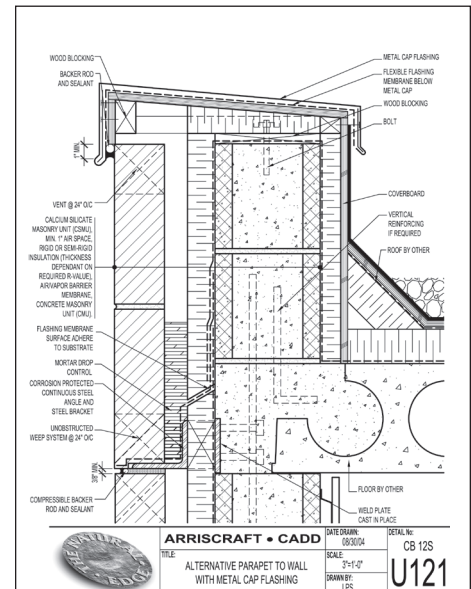 WOOD BLOCKING
BACKER ROD
AND SEALANT
1" MIN.
VENT @ 24" O/C
CALCIUM SILICATE
MASONRY UNIT (CSMU),
MIN. 1" AIR SPACE,
RIGID OR SEMI-RIGID
INSULATION (THICKNESS
DEPENDANT ON
REQUIRED R-VALUE),
AIR/VAPOR BARRIER
MEMBRANE,
CONCRETE MASONRY
UNIT (CMU)
FLASHING MEMBRANE
SURFACE ADHERE
TO SUBSTRATE
MORTAR DROP
CONTROL
CORROSION PROTECTED
CONTINUOUS STEEL
ANGLE AND
STEEL BRACKET
UNOBSTRUCTED
WEEP SYSTEM @ 24" O/C
3/8" MIN.
COMPRESSIBLE BACKER
ROD AND SEALANT
METAL CAP FLASHING
FLEXIBLE FLASHING
MEMBRANE BELOW
METAL CAP
WOOD BLOCKING
BOLT
COVERBOARD
VERTICAL
REINFORCING
IF REQUIRED
ROOF BY OTHER
FLOOR BY OTHER
WELD PLATE
CAST IN PLACE
THE NATURAL
EDGE
ARRISCRAFT • CADD
TITLE:
ALTERNATIVE PARAPET TO WALL
WITH METAL CAP FLASHING
DATE DRAWN:
08/30/04
SCALE:
3"=1'-0"
DRAWN BY:
LPS
DETAIL No:
CB 12S
U121